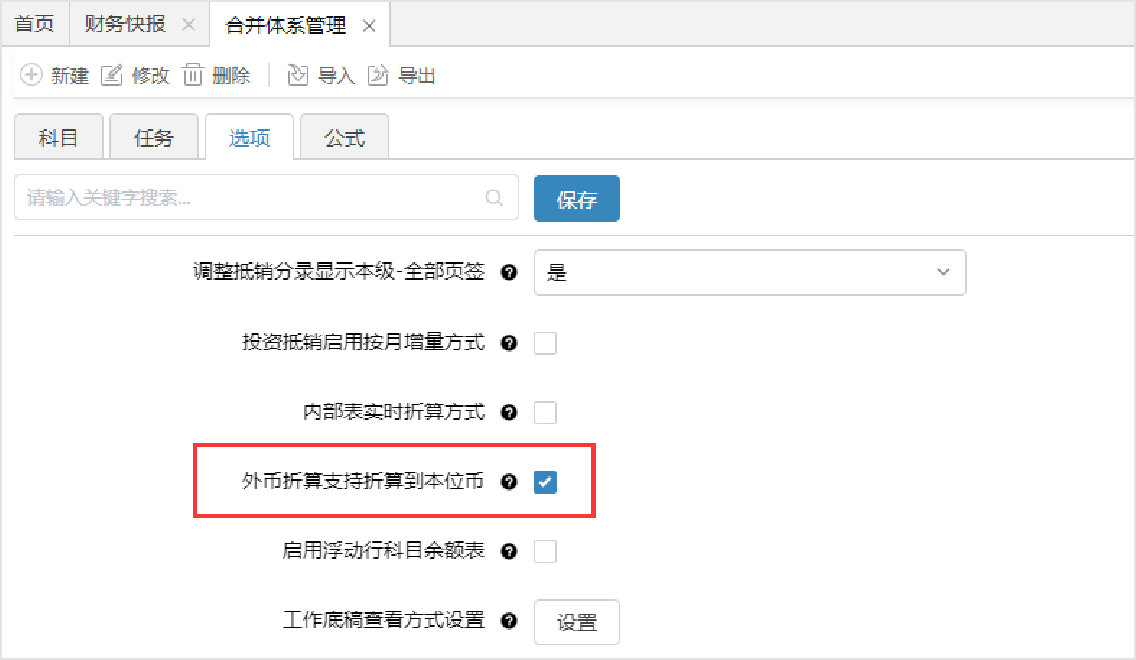 首页 财务快报 合并体系管理
新建 修改 删除 导入 导出
科目 任务 选项 公式
请输入关键字搜索... 保存
调整抵销分录显示本级-全部页签 是
投资抵销启用按月增量方式
内部表实时折算方式
外币折算支持折算到本位币
启用浮动行科目余额表
工作底稿查看方式设置 设置